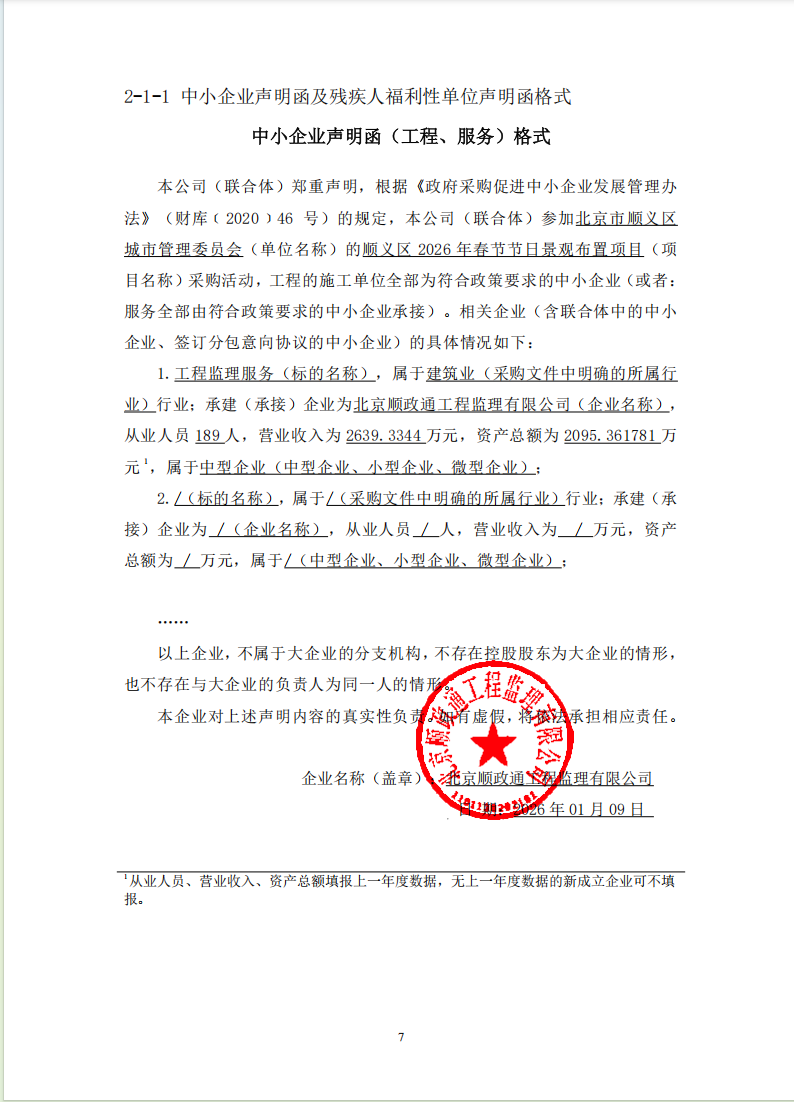 2-1-1 中小企业声明函及残疾人福利性单位声明函格式
中小企业声明函（工程、服务）格式
本公司（联合体）郑重声明，根据《政府采购促进中小企业发展管理办
法》（财库﹝2020﹞46 号）的规定，本公司（联合体）参加北京市顺义区
城市管理委员会（单位名称）的顺义区 2026 年春节节日景观布置项目（项
目名称）采购活动，工程的施工单位全部为符合政策要求的中小企业（或者：
服务全部由符合政策要求的中小企业承接）。相关企业（含联合体中的中小
企业、签订分包意向协议的中小企业）的具体情况如下：
1. 工程监理服务（标的名称），属于建筑业（采购文件中明确的所属行
业）行业；承建（承接）企业为北京顺政通工程监理有限公司（企业名称），
从业人员 189 人，营业收入为 2639.3344 万元，资产总额为 2095.361781 万
元1，属于中型企业（中型企业、小型企业、微型企业）；
2. /（标的名称），属于/（采购文件中明确的所属行业）行业；承建（承
接）企业为 /（企业名称），从业人员 / 人，营业收入为 / 万元，资产
总额为 / 万元，属于/（中型企业、小型企业、微型企业）；
……
以上企业，不属于大企业的分支机构，不存在控股股东为大企业的情形，
也不存在与大企业的负责人为同一人的情形。
本企业对上述声明内容的真实性负责。如有虚假，将依法承担相应责任。
企业名称（盖章）：北京顺政通工程监理有限公司
日 期：2026 年 01 月 09 日
北京顺政通工程监理有限公司
1从业人员、营业收入、资产总额填报上一年度数据，无上一年度数据的新成立企业可不填
报。
7